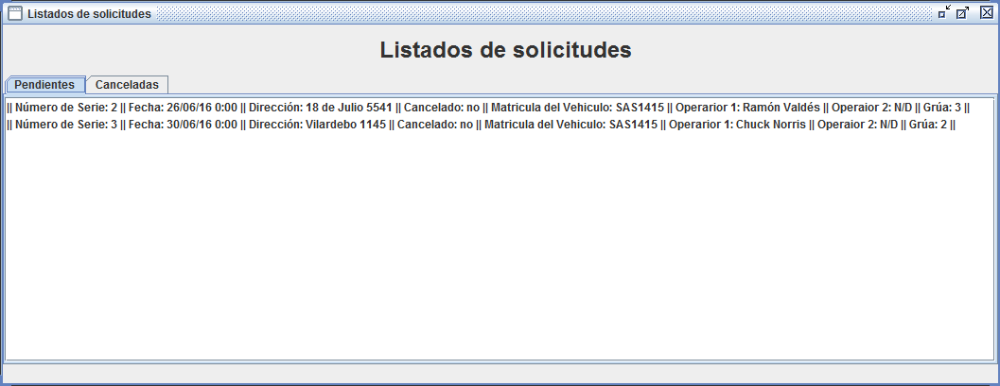 Listados de solicitudes
Listados de solicitudes
Pendientes Canceladas
|| Número de Serie: 2 || Fecha: 26/06/16 0:00 || Dirección: 18 de Julio 5541 || Cancelado: no || Matricula del Vehiculo: SAS1415 || Operarior 1: Ramón Valdés || Operaior 2: N/D || Grúa: 3 ||
|| Número de Serie: 3 || Fecha: 30/06/16 0:00 || Dirección: Vilardebo 1145 || Cancelado: no || Matricula del Vehiculo: SAS1415 || Operarior 1: Chuck Norris || Operaior 2: N/D || Grúa: 2 ||